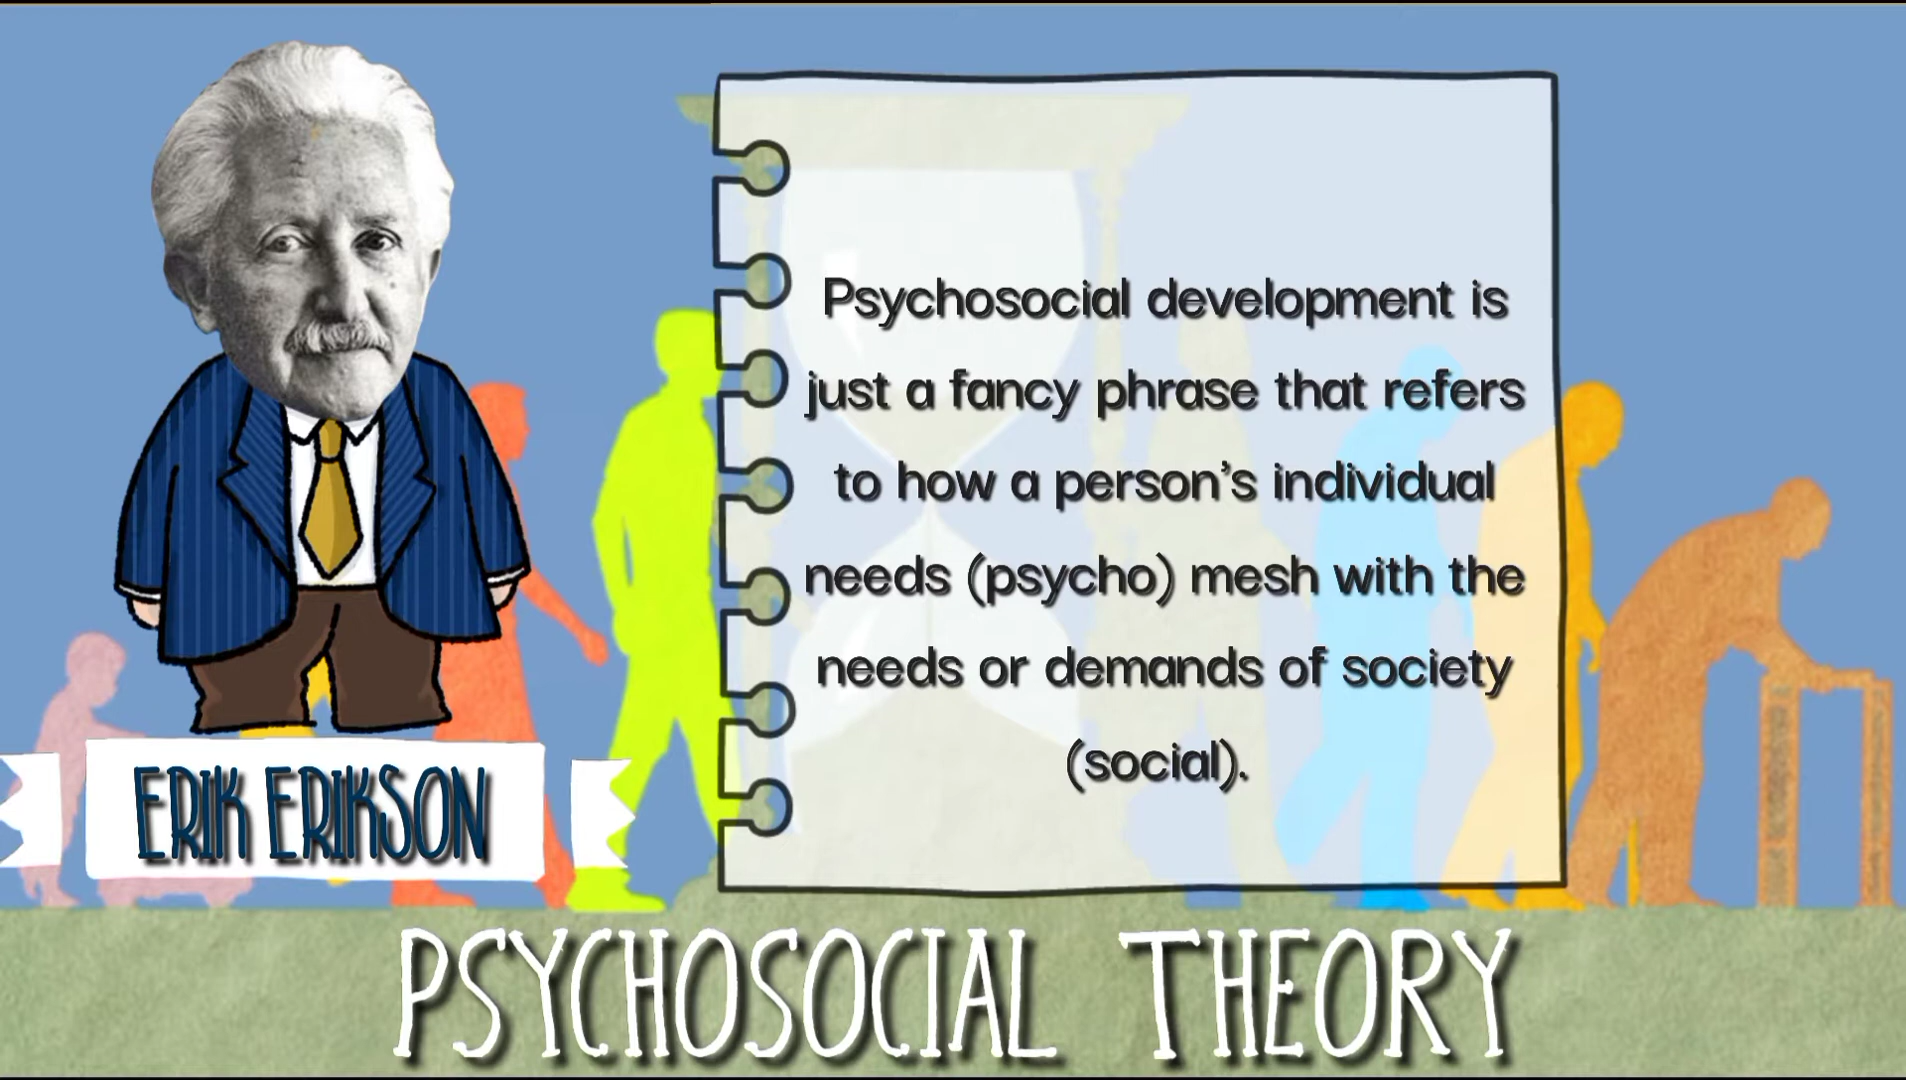 Psychosocial development is
just a fancy phrase that refers
to how a person's individual
needs (psycho) mesh with the
needs or demands of society
(social).
ERIK ERIKSON
PSYCHOSOCIAL THEORY